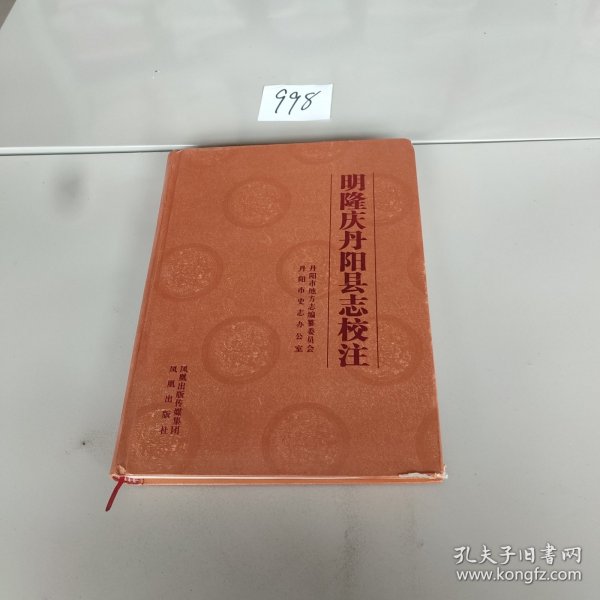 998
明隆庆丹阳县志校注
丹阳市地方志编纂委员会
丹阳市史志办公室
凤凰出版传媒集团
凤凰出版社
孔夫子旧书网
www.kongfz.com